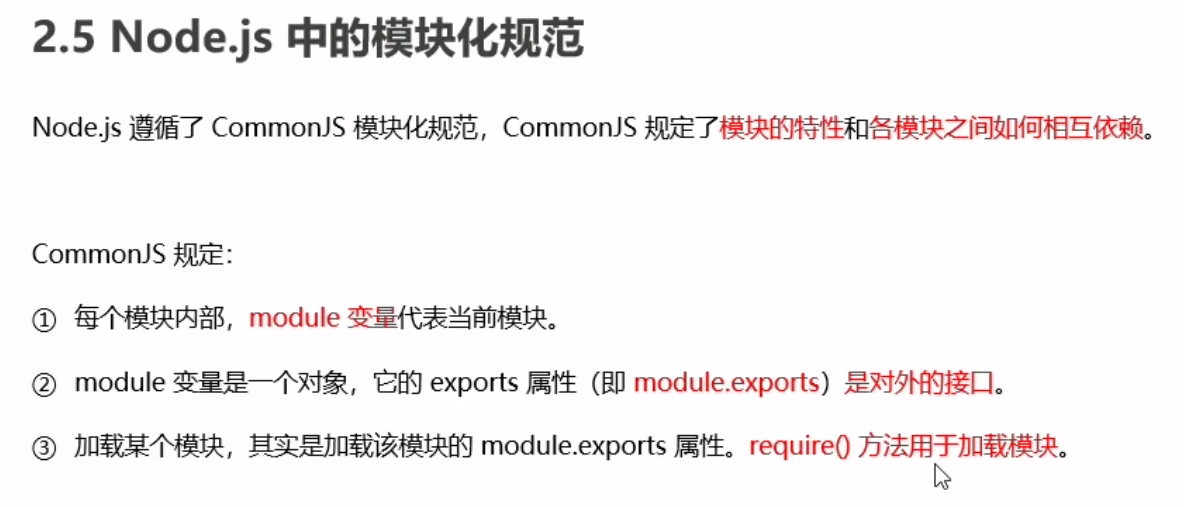 2.5 Node.js 中的模块化规范
Node.js 遵循了 CommonJS 模块化规范，CommonJS 规定了模块的特性和各模块之间如何相互依赖。
CommonJS 规定：
① 每个模块内部，module 变量代表当前模块。
② module 变量是一个对象，它的 exports 属性（即 module.exports）是对外的接口。
③ 加载某个模块，其实是加载该模块的 module.exports 属性。require() 方法用于加载模块。